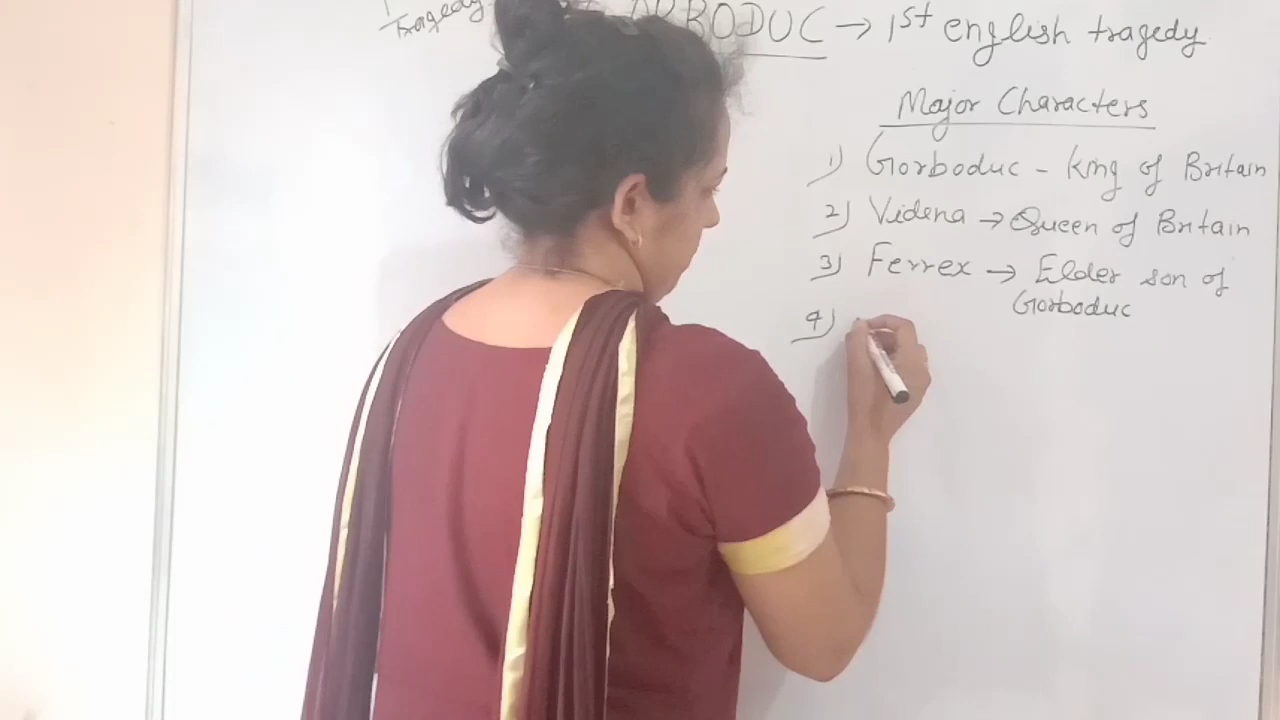 Tragedy
ORBODUC → 1st english tragedy
Major Characters
1) Gorboduc - King of Britain
2) Videna → Queen of Britain
3) Ferrex → Elder son of
Gorboduc
4)